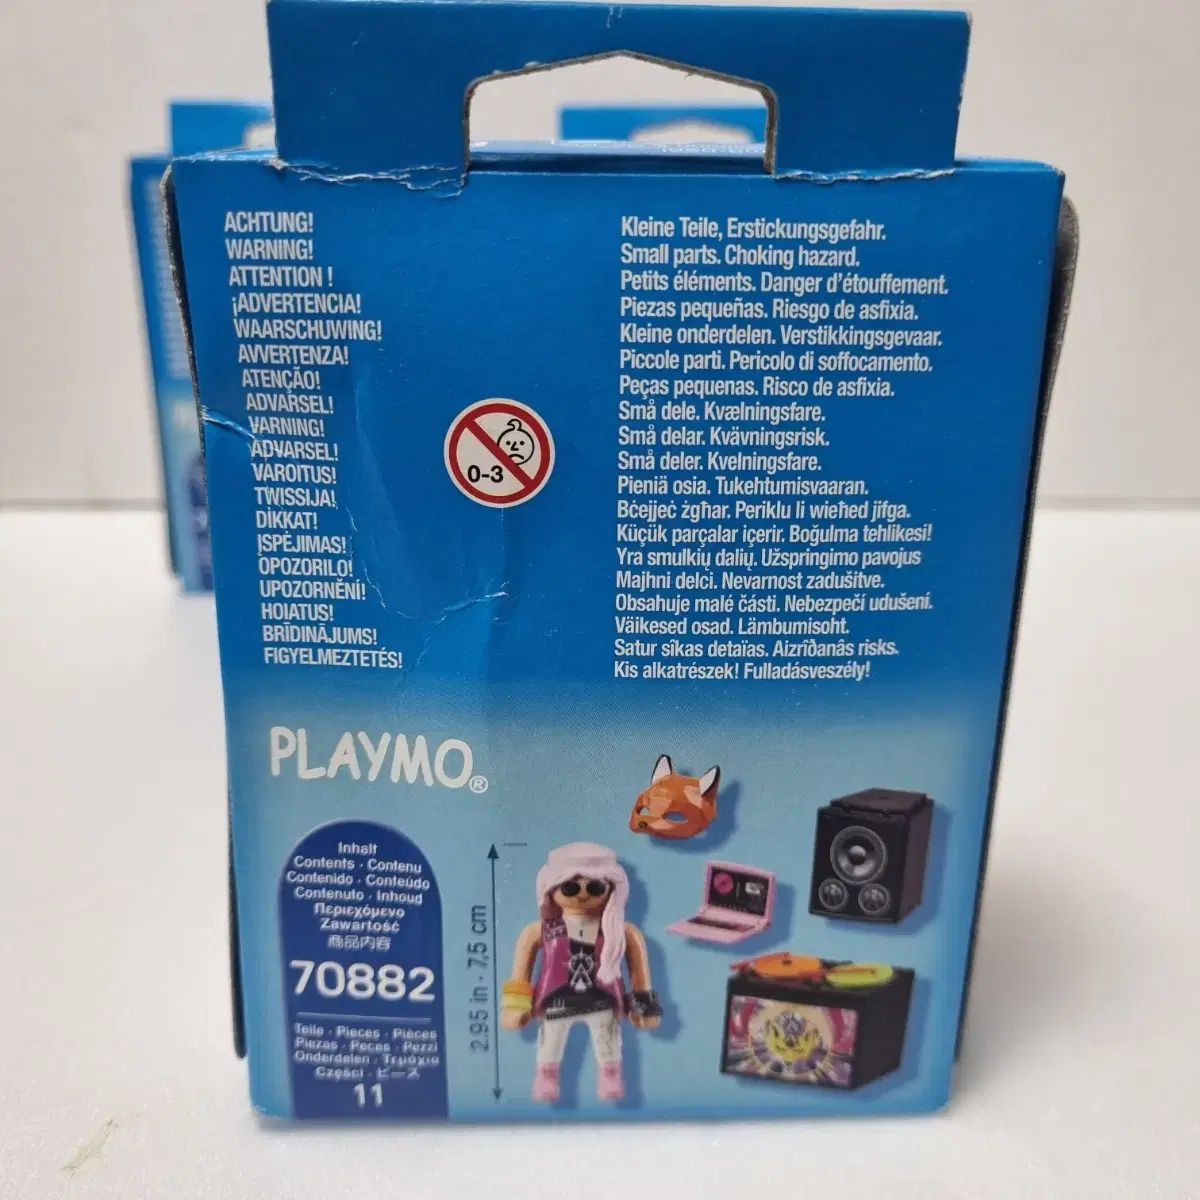 ACHTUNG!
WARNING!
ATTENTION !
¡ADVERTENCIA!
WAARSCHUWING!
AVVERTENZA!
ATENÇÃO!
ADVARSEL!
VARNING!
ADVARSEL!
VAROITUS!
TWISSIJA!
DİKKAT!
ĮSPĖJIMAS!
OPOZORILO!
UPOZORNĚNÍ!
HOIATUS!
BRĪDINĀJUMS!
FIGYELMEZTETÉS!
Kleine Teile, Erstickungsgefahr.
Small parts. Choking hazard.
Petits éléments. Danger d'étouffement.
Piezas pequeñas. Riesgo de asfixia.
Kleine onderdelen. Verstikkingsgevaar.
Piccole parti. Pericolo di soffocamento.
Peças pequenas. Risco de asfixia.
Små dele. Kvælningsfare.
Små delar. Kvävningsrisk.
Små deler. Kvelningsfare.
Pieniä osia. Tukehtumisvaaran.
Bċejjeċ żgħar. Periklu li wieħed jifga.
Küçük parçalar içerir. Boğulma tehlikesi!
Yra smulkių dalių. Užspringimo pavojus
Majhni delci. Nevarnost zadušitve.
Obsahuje malé části. Nebezpečí udušení.
Väikesed osad. Lämbumisoht.
Satur sīkas detaïas. Aizrîðanâs risks.
Kis alkatrészek! Fulladásveszély!
0-3
PLAYMO®
Inhalt
Contents · Contenu
Contenido · Conteúdo
Contenuto · Inhoud
Περιεχόμενο
Zawartość
商品内容
70882
Teile · Pieces · Pièces
Piezas · Peças · Pezzi
Onderdelen · Τεμάχια
Części · ピース
11
2.95 in · 7,5 cm